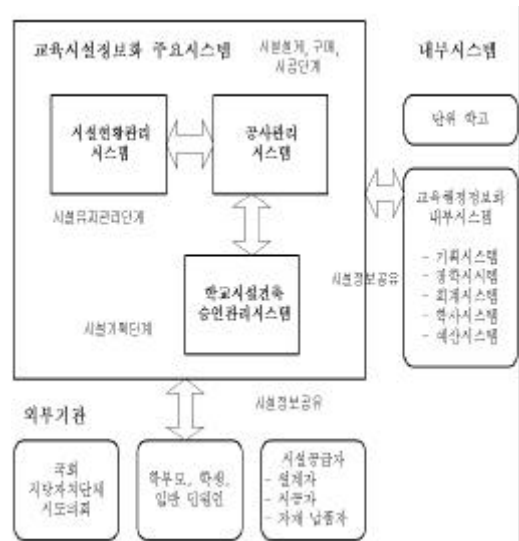 교육시설정보화 주요시스템
시설설계, 구매,
시공단계
내부시스템
시설현황관리
시스템
공사관리
시스템
단위 학교
시설유지관리단계
교육행정정보화
내부시스템
- 기획시스템
- 장학시시템
- 회계시스템
- 학사시스템
- 예산시스템
시설정보공유
학교시설건축
승인관리시스템
시설기획단계
시설정보공유
외부기관
국회
지방자치단체
시도의회
학부모, 학생,
일반 민원인
시설공급자
- 설계자
- 시공자
- 자재 납품자